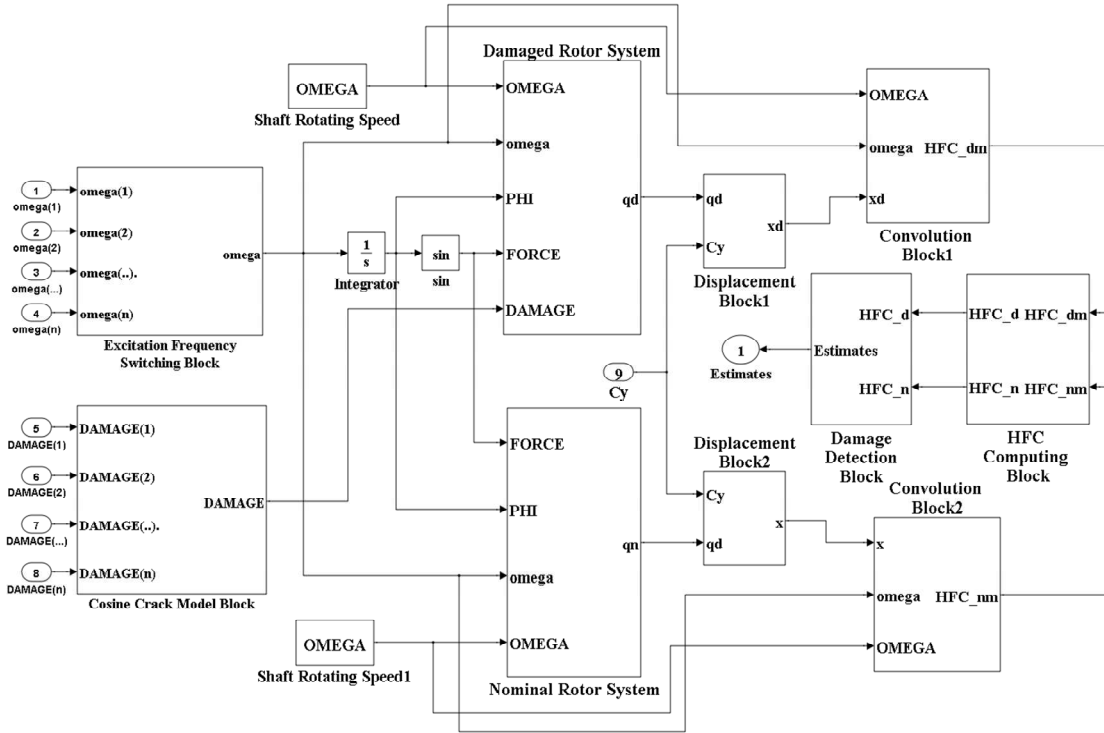 Damaged Rotor System
OMEGA
Shaft Rotating Speed
OMEGA
omega
PHI
FORCE
DAMAGE
qd
OMEGA
omega
HFC_dm
xd
Convolution
Block1
1
omega(1)
2
omega(2)
3
omega(...)
4
omega(n)
omega(1)
omega(2)
omega(..).
omega(n)
omega
Excitation Frequency
Switching Block
1
s
Integrator
sin
sin
qd
Cy
xd
Displacement
Block1
9
Cy
1
Estimates
HFC_d
Estimates
HFC_n
Damage
Detection
Block
HFC_d
HFC_dm
HFC_n
HFC_nm
HFC
Computing
Block
5
DAMAGE(1)
6
DAMAGE(2)
7
DAMAGE(...)
8
DAMAGE(n)
DAMAGE(1)
DAMAGE(2)
DAMAGE(..).
DAMAGE(n)
DAMAGE
Cosine Crack Model Block
FORCE
PHI
omega
OMEGA
qn
Nominal Rotor System
OMEGA
Shaft Rotating Speed1
Displacement
Block2
Cy
qd
x
Convolution
Block2
x
omega
HFC_nm
OMEGA